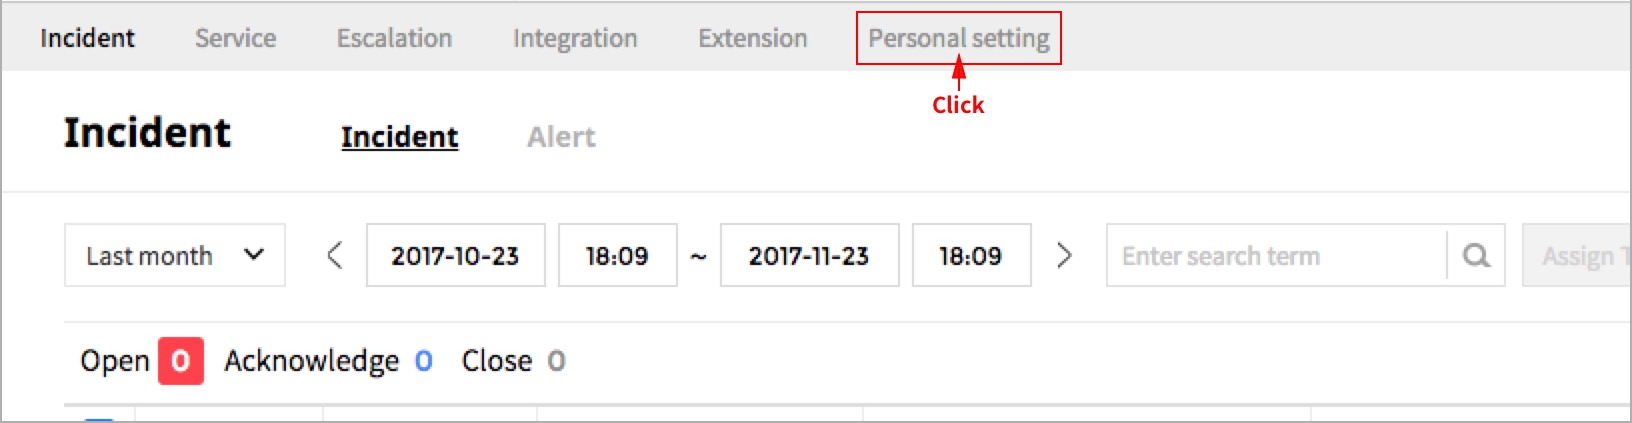 Incident Service Escalation Integration Extension Personal setting
Click
Incident Incident Alert
Last month 2017-10-23 18:09 ~ 2017-11-23 18:09 Enter search term Assign
Open 0 Acknowledge 0 Close 0